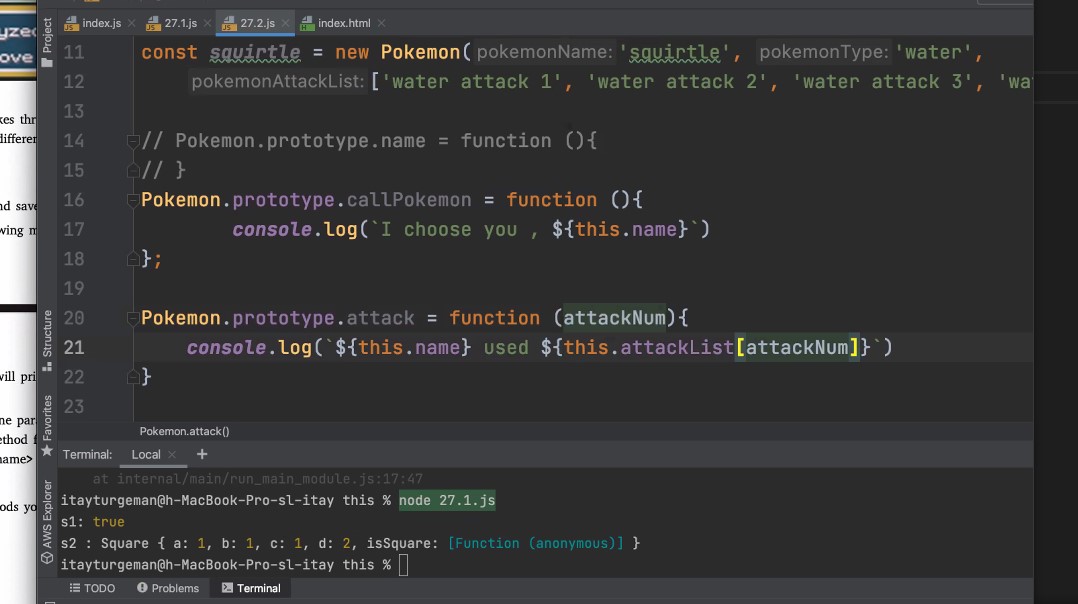 yzed
ove
kes thr
differen
nd save
wing m
will pri
ne par
ethod f
name>
ods yo
Project
Structure
Favorites
AWS Explorer
index.js 27.1.js 27.2.js index.html
11 const squirtle = new Pokemon( pokemonName: 'squirtle', pokemonType: 'water',
12 pokemonAttackList: ['water attack 1', 'water attack 2', 'water attack 3', 'wa
13
14 // Pokemon.prototype.name = function (){
15 // }
16 Pokemon.prototype.callPokemon = function (){
17 console.log(`I choose you , ${this.name}`)
18 };
19
20 Pokemon.prototype.attack = function (attackNum){
21 console.log(`${this.name} used ${this.attackList[attackNum]}`)
22 }
23
Pokemon.attack()
Terminal: Local +
at internal/main/run_main_module.js:17:47
itayturgeman@h-MacBook-Pro-sl-itay this % node 27.1.js
s1: true
s2 : Square { a: 1, b: 1, c: 1, d: 2, isSquare: [Function (anonymous)] }
itayturgeman@h-MacBook-Pro-sl-itay this %
TODO Problems Terminal